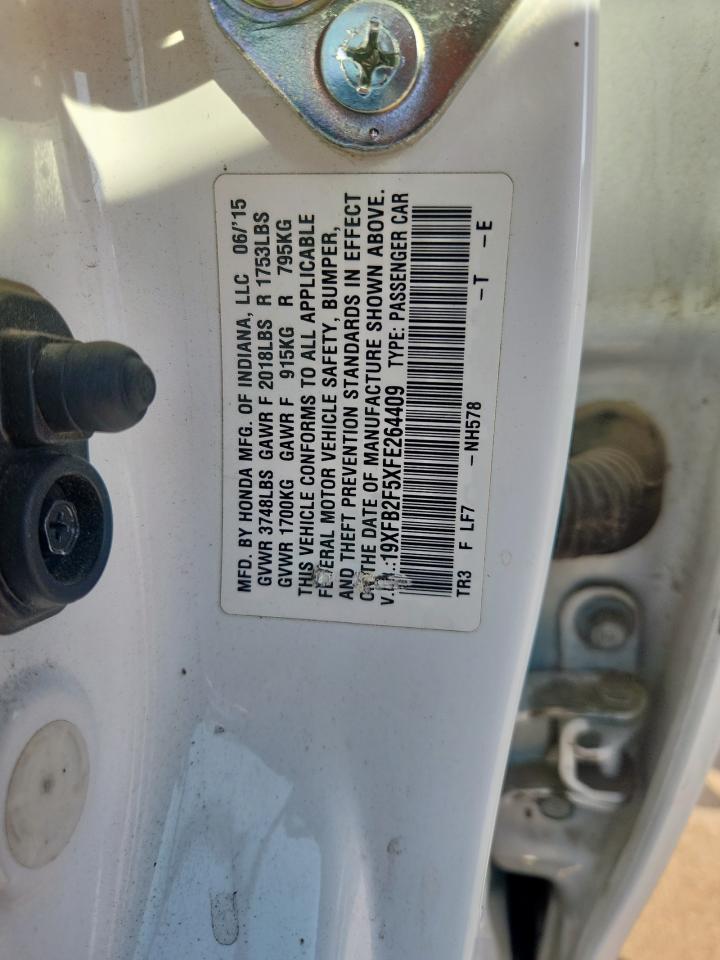 MFD. BY HONDA MFG. OF INDIANA, LLC 06/'15
GVWR 3748LBS GAWR F 2018LBS R 1753LBS
GVWR 1700KG GAWR F 915KG R 795KG
THIS VEHICLE CONFORMS TO ALL APPLICABLE
FEDERAL MOTOR VEHICLE SAFETY, BUMPER,
AND THEFT PREVENTION STANDARDS IN EFFECT
ON THE DATE OF MANUFACTURE SHOWN ABOVE.
V.I.N.:19XFB2F5XFE264409 TYPE: PASSENGER CAR
TR3 F LF7 -NH578 -T -E